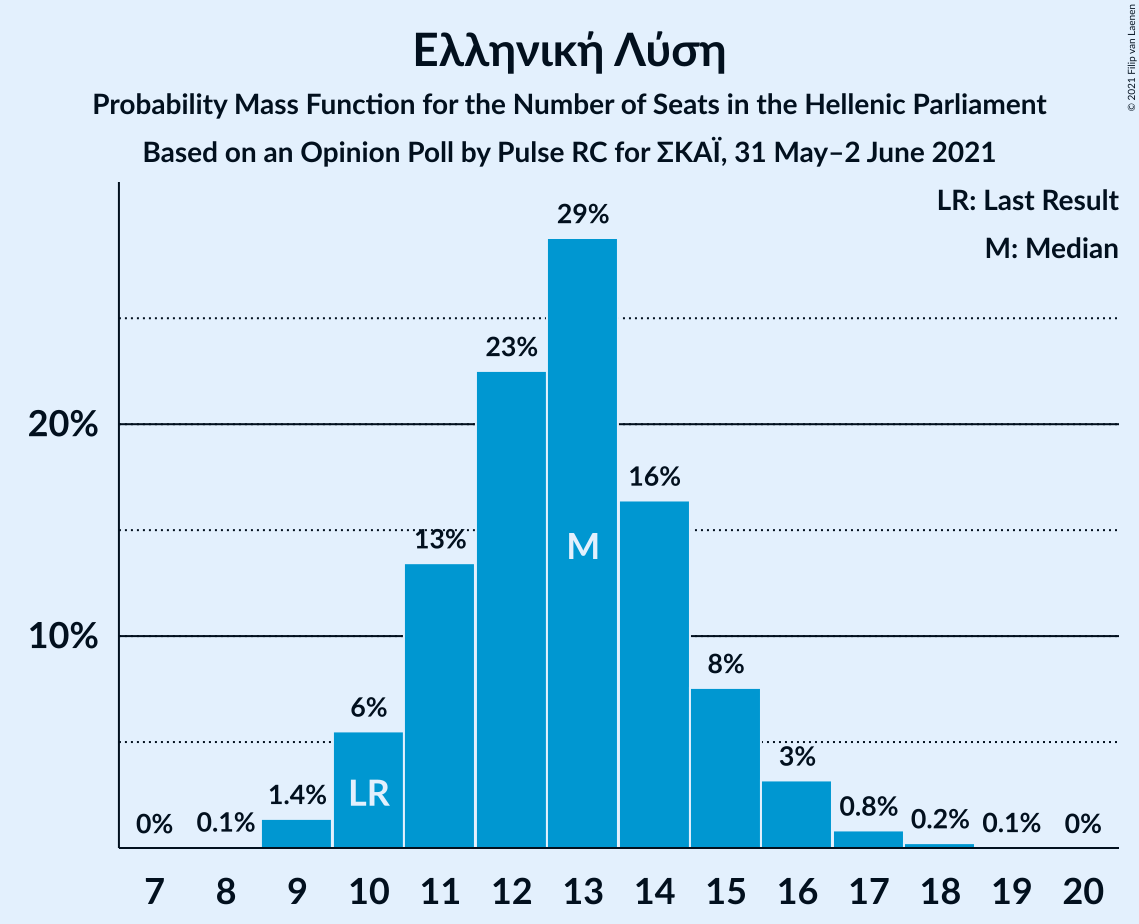 © 2021 Filip van Laenen
Ελληνική Λύση
Probability Mass Function for the Number of Seats in the Hellenic Parliament
Based on an Opinion Poll by Pulse RC for ΣΚΑΪ, 31 May–2 June 2021
LR: Last Result
M: Median
29%
23%
20%
16%
13%
M
10%
8%
6%
3%
LR
1.4%
0.8%
0% 0.1% 0.2% 0.1% 0%
7 8 9 10 11 12 13 14 15 16 17 18 19 20